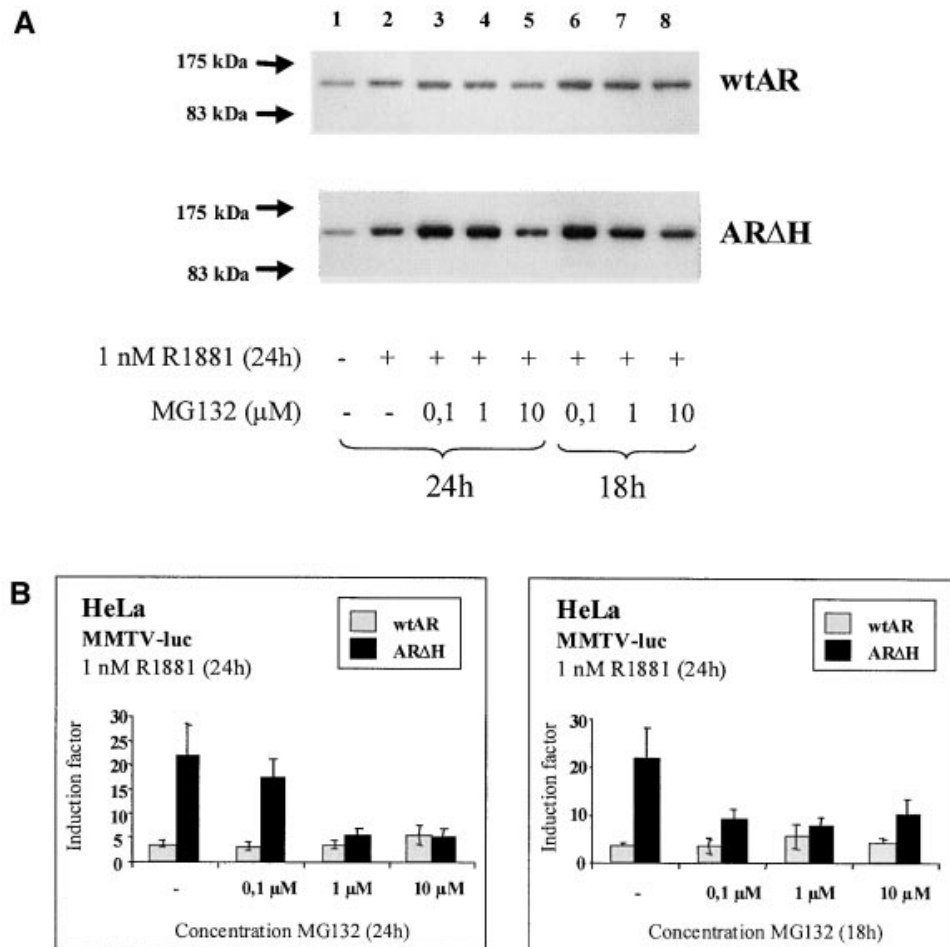 A
1 2 3 4 5 6 7 8
175 kDa
83 kDa
wtAR
175 kDa
83 kDa
ARΔH
1 nM R1881 (24h) - + + + + + + +
MG132 (μM) - - 0,1 1 10 0,1 1 10
24h 18h
B
HeLa
MMTV-luc
1 nM R1881 (24h)
wtAR
ARΔH
Induction factor
30
25
20
15
10
5
0
- 0,1 μM 1 μM 10 μM
Concentration MG132 (24h)
HeLa
MMTV-luc
1 nM R1881 (24h)
wtAR
ARΔH
Induction factor
30
20
10
0
- 0,1 μM 1 μM 10 μM
Concentration MG132 (18h)